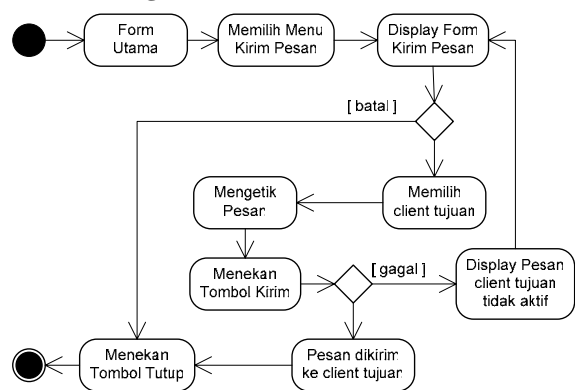 Form
Utama
Memilih Menu
Kirim Pesan
Display Form
Kirim Pesan
[ batal ]
Memilih
client tujuan
Mengetik
Pesan
Menekan
Tombol Kirim
[ gagal ]
Display Pesan
client tujuan
tidak aktif
Pesan dikirim
ke client tujuan
Menekan
Tombol Tutup